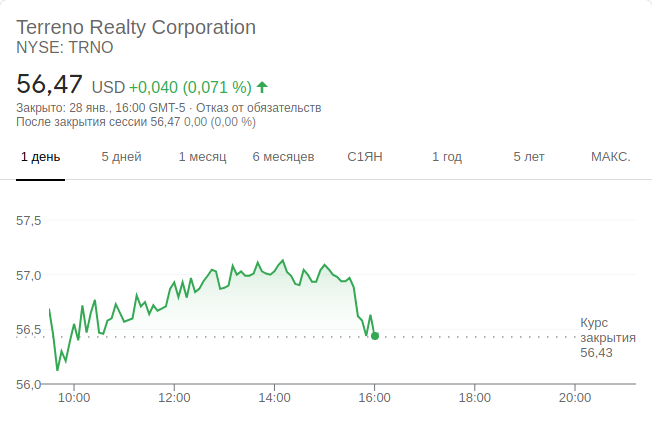 Terreno Realty Corporation
NYSE: TRNO
56,47 USD +0,040 (0,071 %)
Закрыто: 28 янв., 16:00 GMT-5 · Отказ от обязательств
После закрытия сессии 56,47 0,00 (0,00 %)
1 день 5 дней 1 месяц 6 месяцев С1ЯН 1 год 5 лет МАКС.
57,5
57,0
56,5
Курс
закрытия
56,43
56,0
10:00 12:00 14:00 16:00 18:00 20:00